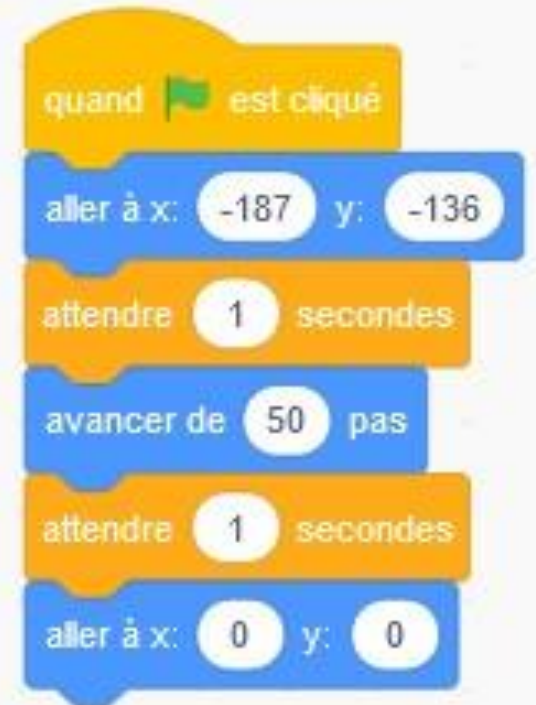 quand est cliqué
aller à x: -187 y: -136
attendre 1 secondes
avancer de 50 pas
attendre 1 secondes
aller à x: 0 y: 0